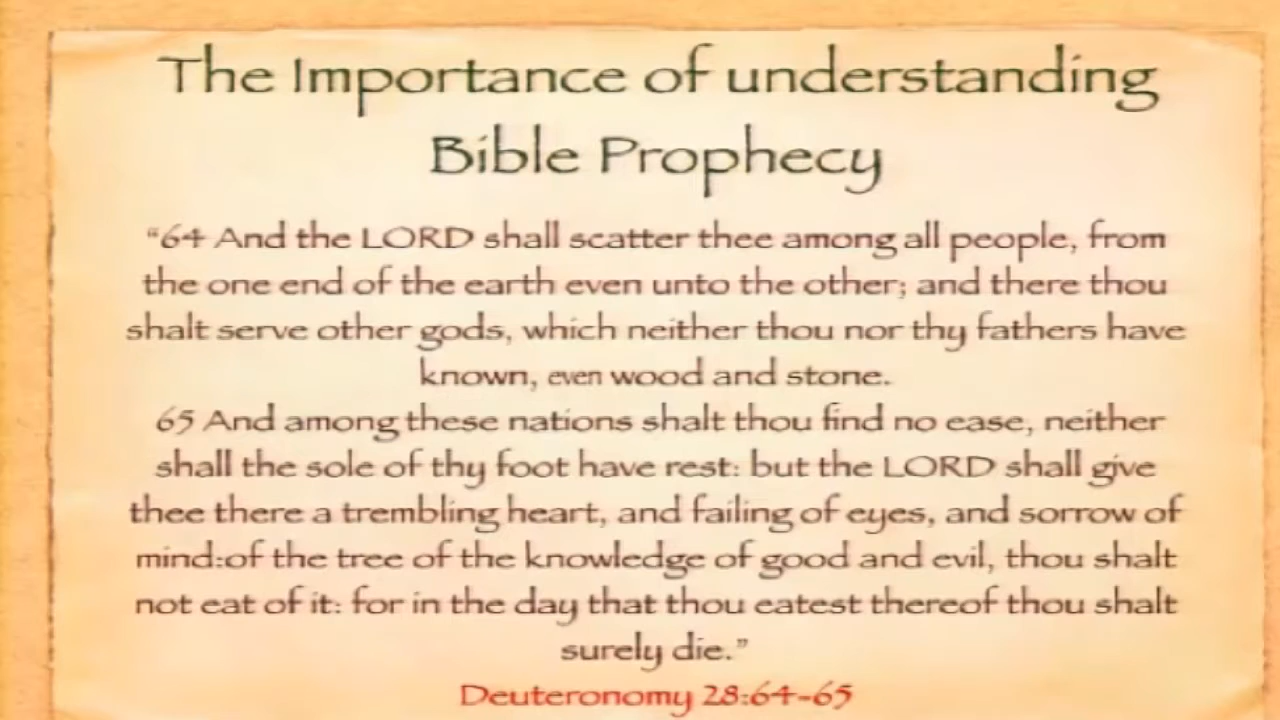 The Importance of understanding
Bible Prophecy
“64 And the LORD shall scatter thee among all people, from
the one end of the earth even unto the other; and there thou
shalt serve other gods, which neither thou nor thy fathers have
known, even wood and stone.
65 And among these nations shalt thou find no ease, neither
shall the sole of thy foot have rest: but the LORD shall give
thee there a trembling heart, and failing of eyes, and sorrow of
mind:of the tree of the knowledge of good and evil, thou shalt
not eat of it: for in the day that thou eatest thereof thou shalt
surely die.”
Deuteronomy 28:64-65